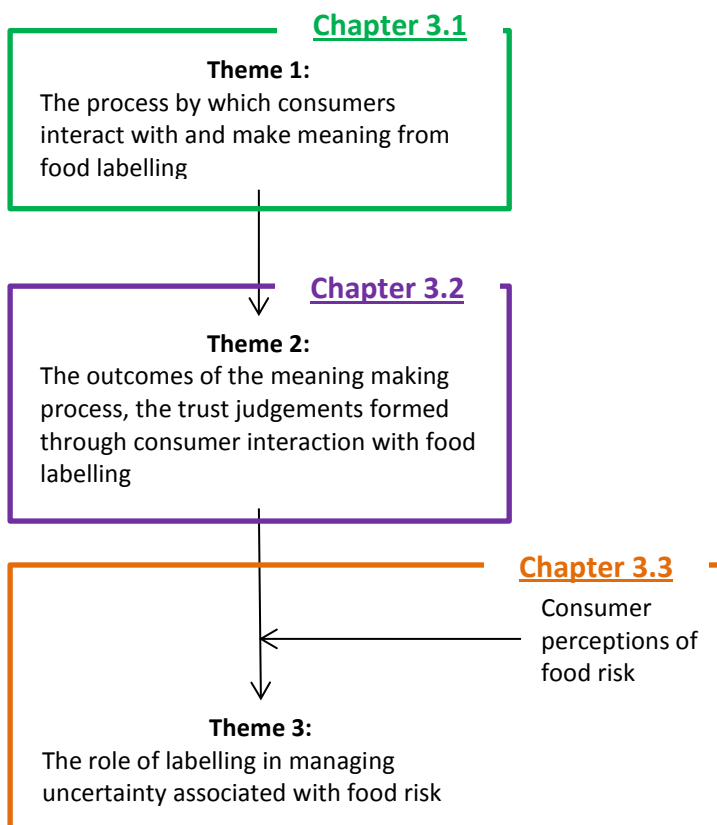 Chapter 3.1
Theme 1:
The process by which consumers
interact with and make meaning from
food labelling
Chapter 3.2
Theme 2:
The outcomes of the meaning making
process, the trust judgements formed
through consumer interaction with food
labelling
Chapter 3.3
Consumer
perceptions of
food risk
Theme 3:
The role of labelling in managing
uncertainty associated with food risk